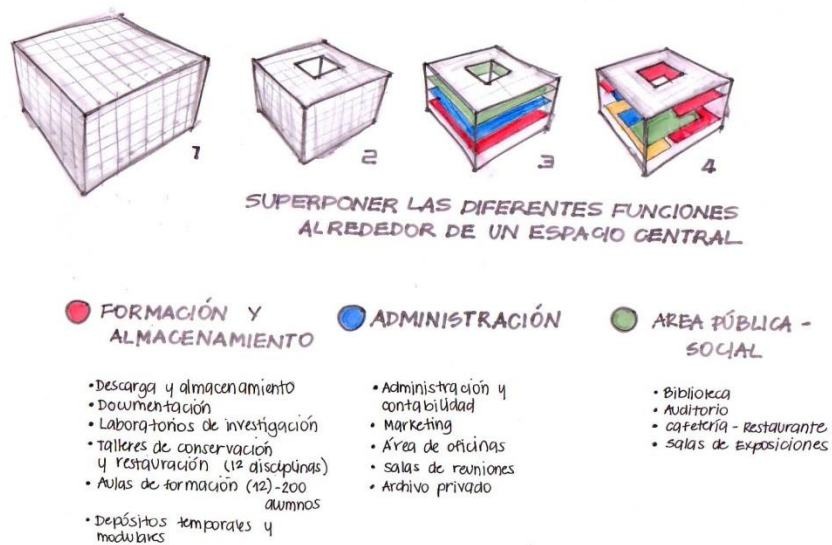 1
2
3
4
SUPERPONER LAS DIFERENTES FUNCIONES
ALREDEDOR DE UN ESPACIO CENTRAL
FORMACIÓN Y
ALMACENAMIENTO
• Descarga y almacenamiento
• Documentación
• Laboratorios de investigación
• Talleres de conservación
y restauración (12 disciplinas)
• Aulas de formación (12)-200
alumnos
• Depósitos temporales y
modulares
ADMINISTRACIÓN
• Administración y
contabilidad
• Marketing
• Área de oficinas
• salas de reuniones
• Archivo privado
AREA PÚBLICA -
SOCIAL
• Biblioteca
• Auditorio
• cafetería - Restaurante
• salas de Exposiciones